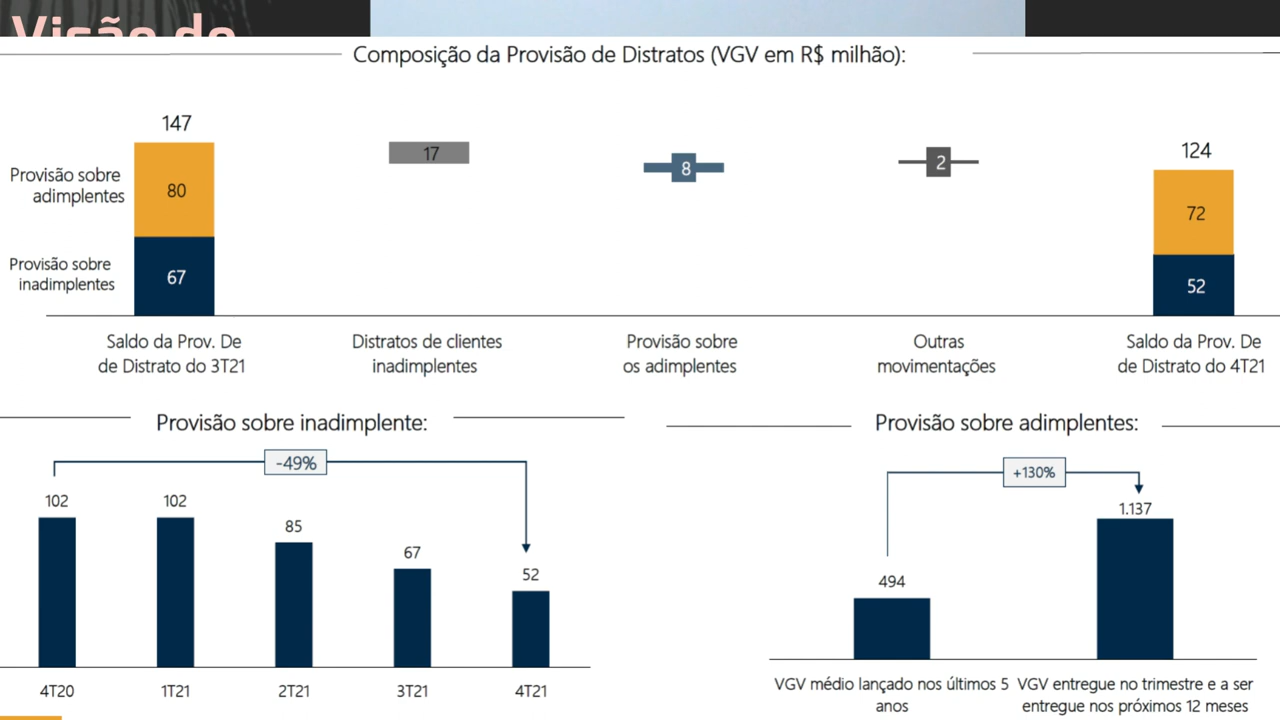 Visão do
Composição da Provisão de Distratos (VGV em R$ milhão):
147
17
8
2
124
Provisão sobre
adimplentes
80
72
Provisão sobre
inadimplentes
67
52
Saldo da Prov. De
de Distrato do 3T21
Distratos de clientes
inadimplentes
Provisão sobre
os adimplentes
Outras
movimentações
Saldo da Prov. De
de Distrato do 4T21
Provisão sobre inadimplente:
-49%
102
102
85
67
52
4T20
1T21
2T21
3T21
4T21
Provisão sobre adimplentes:
+130%
494
1.137
VGV médio lançado nos últimos 5
anos
VGV entregue no trimestre e a ser
entregue nos próximos 12 meses